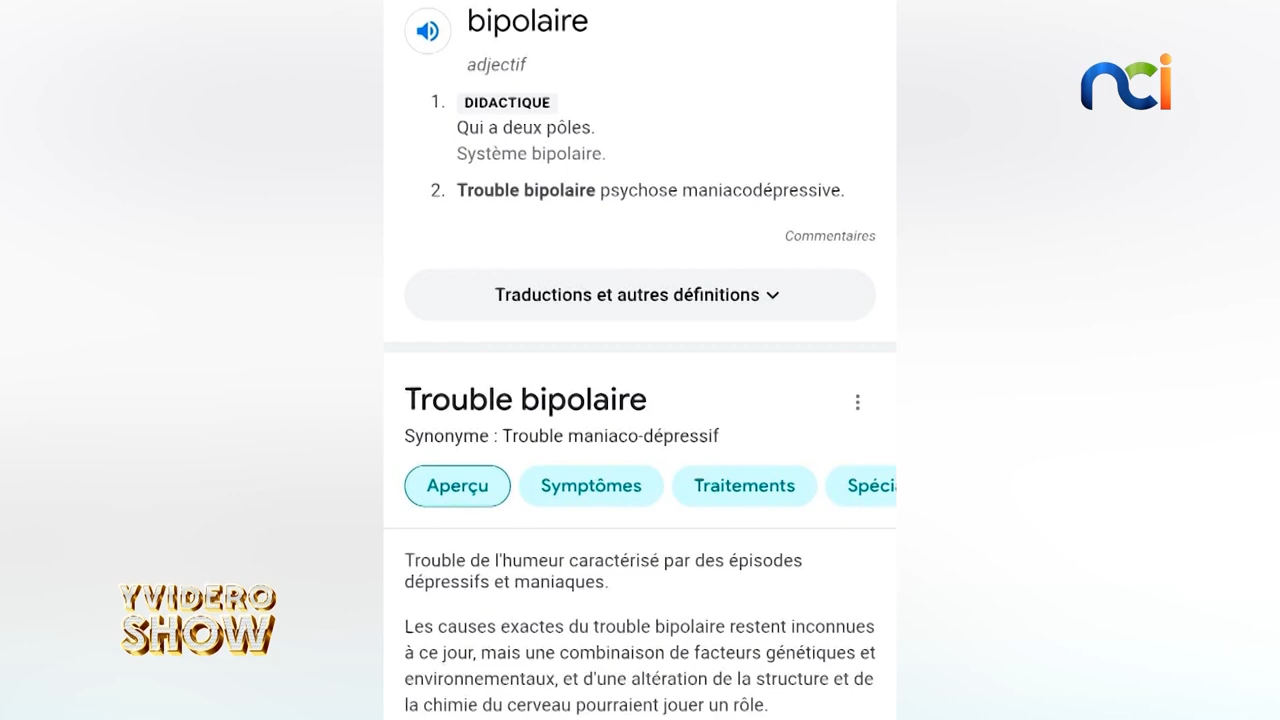 bipolaire
adjectif
1. DIDACTIQUE
Qui a deux pôles.
Système bipolaire.
2. Trouble bipolaire psychose maniacodépressive.
Commentaires
Traductions et autres définitions
Trouble bipolaire
Synonyme : Trouble maniaco-dépressif
Aperçu Symptômes Traitements Spéci
Trouble de l'humeur caractérisé par des épisodes
dépressifs et maniaques.
Les causes exactes du trouble bipolaire restent inconnues
à ce jour, mais une combinaison de facteurs génétiques et
environnementaux, et d'une altération de la structure et de
la chimie du cerveau pourraient jouer un rôle.
nci
YVIDERO
SHOW